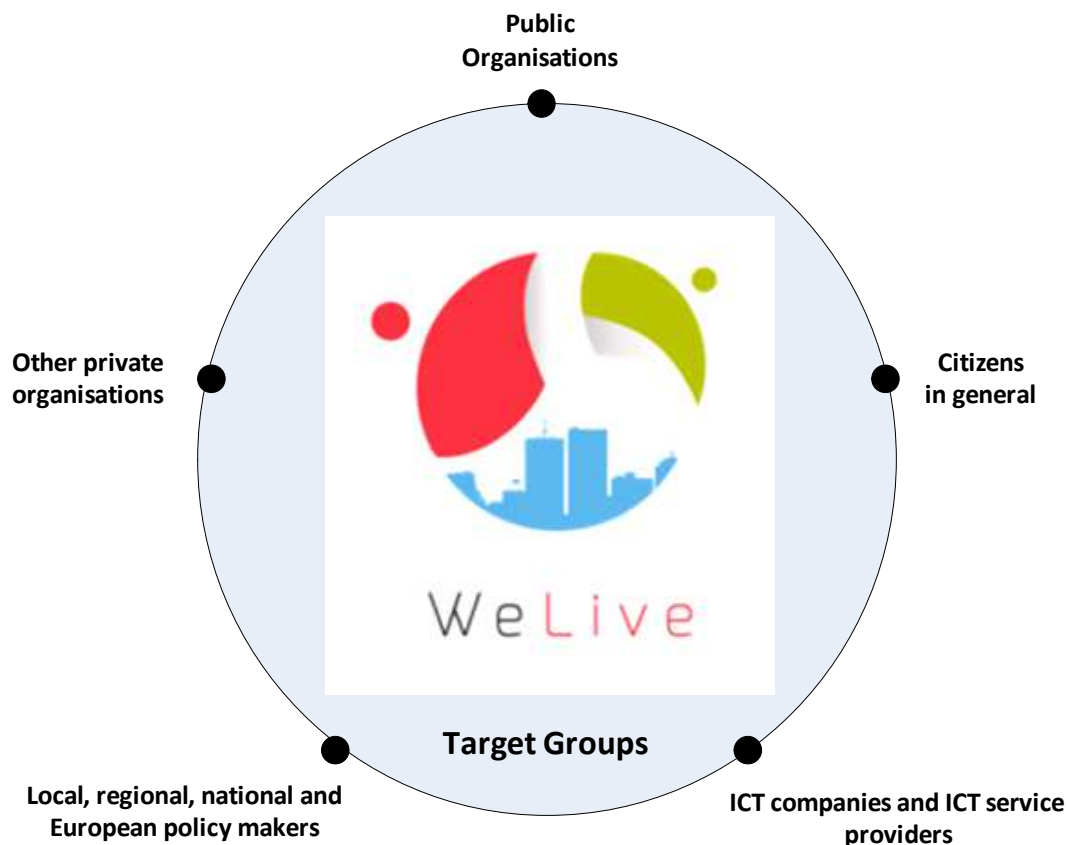 Public
Organisations
Other private
organisations
Citizens
in general
WeLive
Target Groups
Local, regional, national and
European policy makers
ICT companies and ICT service
providers